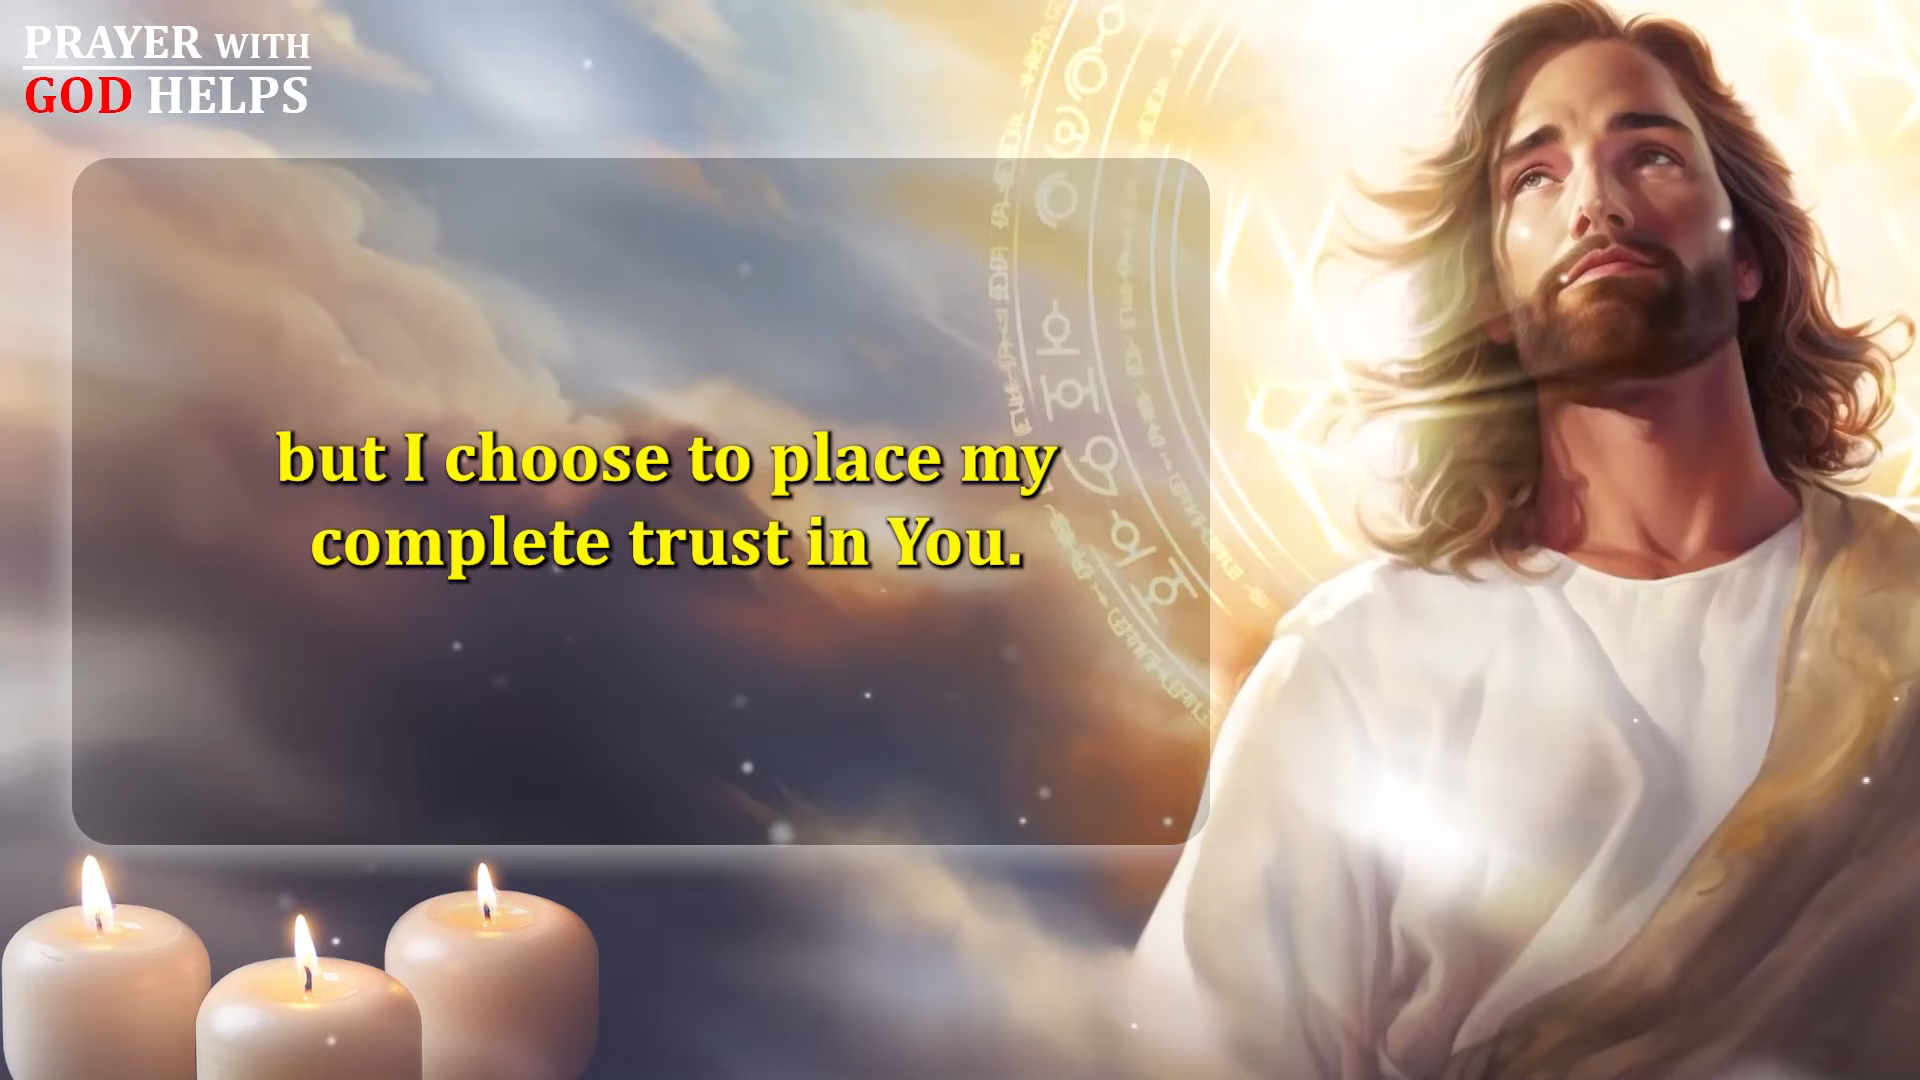 PRAYER WITH
GOD HELPS
but I choose to place my
complete trust in You.